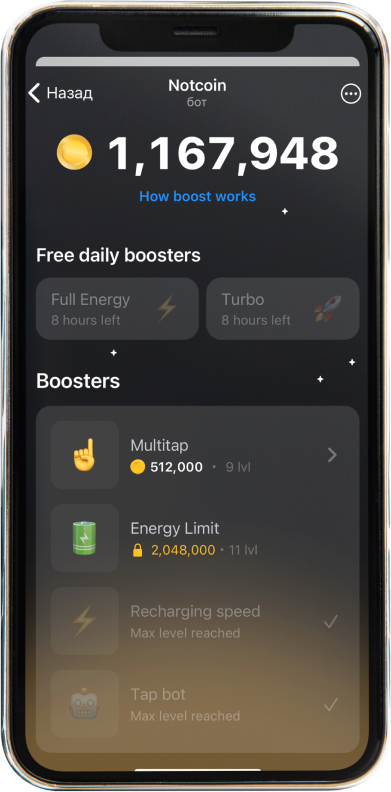 Назад
Notcoin
бот
1,167,948
How boost works
Free daily boosters
Full Energy
8 hours left
Turbo
8 hours left
Boosters
Multitap
512,000 • 9 lvl
Energy Limit
2,048,000 • 11 lvl
Recharging speed
Max level reached
Tap bot
Max level reached